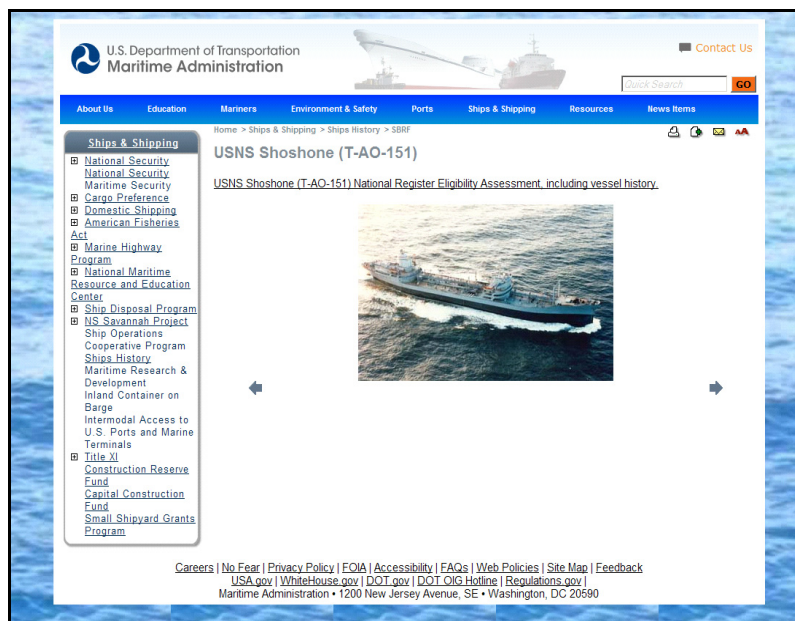 U.S. Department of Transportation
Maritime Administration
Contact Us
Quick Search
GO
About Us Education Mariners Environment & Safety Ports Ships & Shipping Resources News Items
Home > Ships & Shipping > Ships History > SBRF
AA
USNS Shoshone (T-AO-151)
USNS Shoshone (T-AO-151) National Register Eligibility Assessment, including vessel history.
Ships & Shipping
National Security
National Security
Maritime Security
Cargo Preference
Domestic Shipping
American Fisheries
Act
Marine Highway
Program
National Maritime
Resource and Education
Center
Ship Disposal Program
NS Savannah Project
Ship Operations
Cooperative Program
Ships History
Maritime Research &
Development
Inland Container on
Barge
Intermodal Access to
U.S. Ports and Marine
Terminals
Title XI
Construction Reserve
Fund
Capital Construction
Fund
Small Shipyard Grants
Program
Careers | No Fear | Privacy Policy | FOIA | Accessibility | FAQs | Web Policies | Site Map | Feedback
USA.gov | WhiteHouse.gov | DOT.gov | DOT OIG Hotline | Regulations.gov |
Maritime Administration • 1200 New Jersey Avenue, SE • Washington, DC 20590